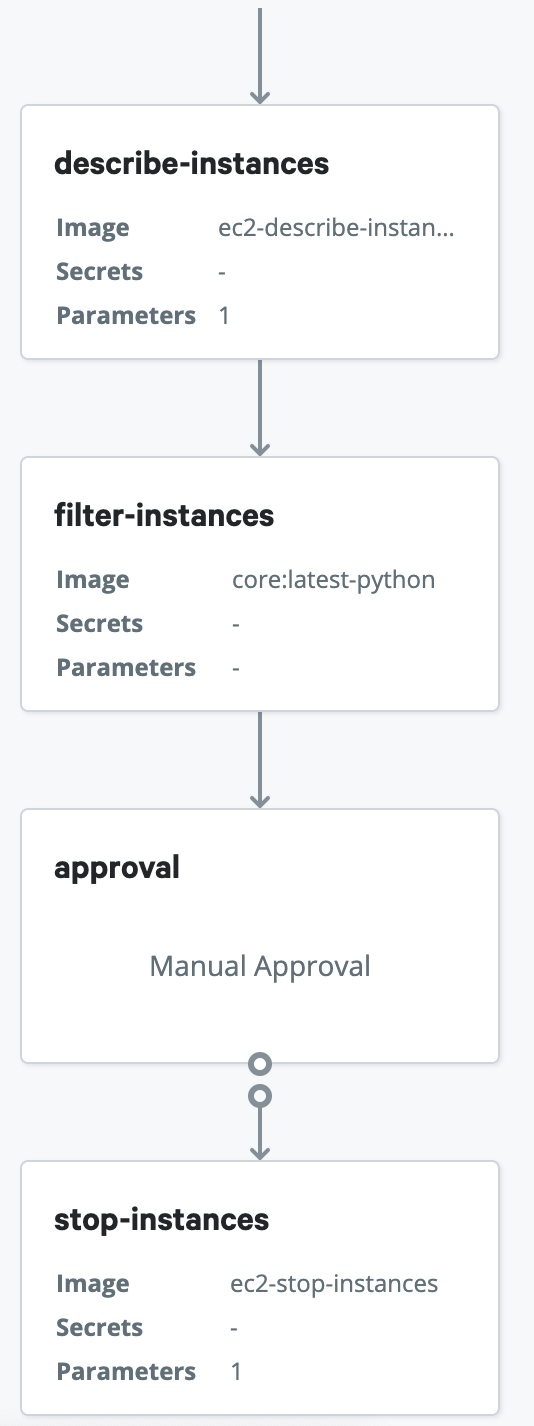 describe-instances
Image ec2-describe-instan...
Secrets -
Parameters 1
filter-instances
Image core:latest-python
Secrets -
Parameters -
approval
Manual Approval
stop-instances
Image ec2-stop-instances
Secrets -
Parameters 1